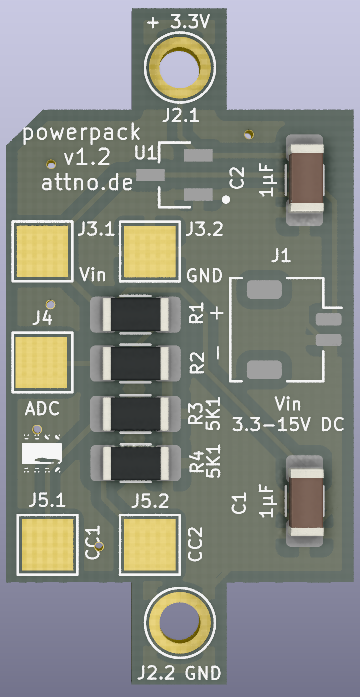 + 3.3V
J2.1
powerpack
v1.2
attno.de
U1
C2
1µF
J3.1
J3.2
J1
Vin
GND
R1
+
J4
R2
-
ADC
R3
5K1
Vin
3.3-15V DC
R4
5K1
J5.1
J5.2
C1
1µF
CC1
CC2
J2.2 GND